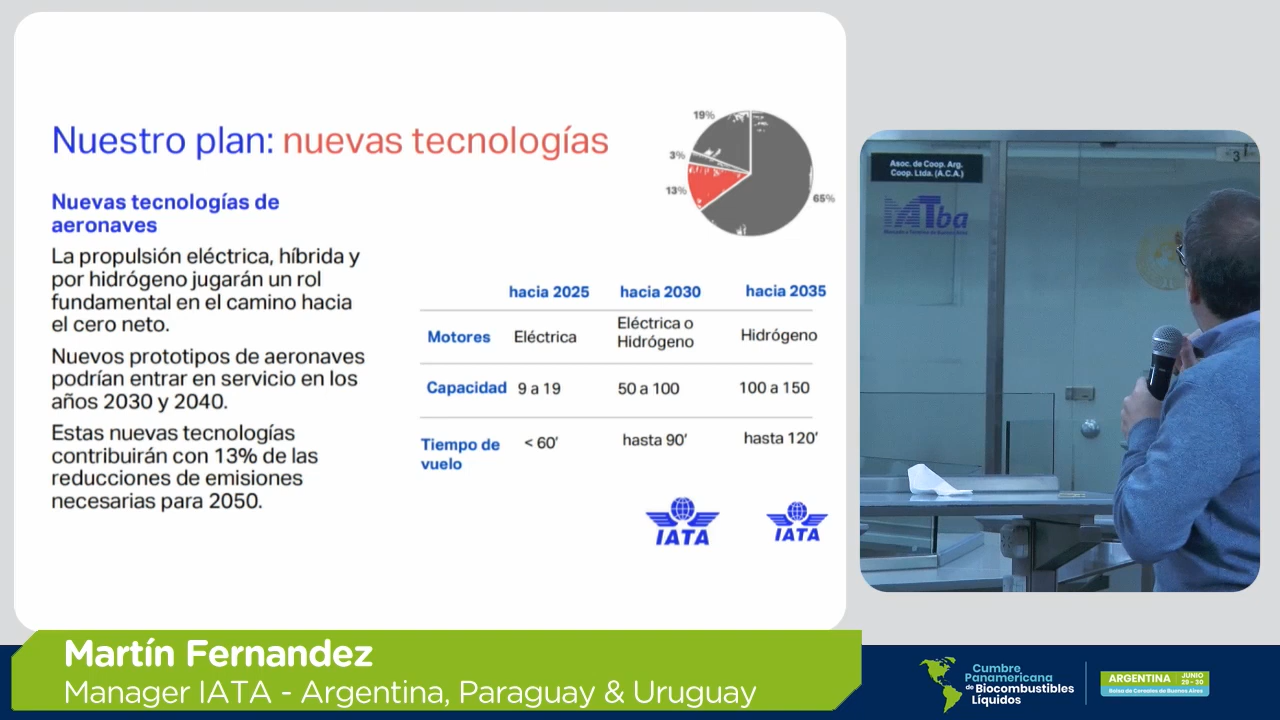 Nuestro plan: nuevas tecnologías
19%
3%
13%
65%
Nuevas tecnologías de
aeronaves
La propulsión eléctrica, híbrida y
por hidrógeno jugarán un rol
fundamental en el camino hacia
el cero neto.
Nuevos prototipos de aeronaves
podrían entrar en servicio en los
años 2030 y 2040.
Estas nuevas tecnologías
contribuirán con 13% de las
reducciones de emisiones
necesarias para 2050.
hacia 2025 hacia 2030 hacia 2035
Motores Eléctrica Eléctrica o Hidrógeno Hidrógeno
Capacidad 9 a 19 50 a 100 100 a 150
Tiempo de vuelo < 60’ hasta 90’ hasta 120’
IATA IATA
Asoc. de Coop. Arg.
Coop. Ltda. (A.C.A.)
MATba
3
Martín Fernandez
Manager IATA - Argentina, Paraguay & Uruguay
Cumbre
Panamericana
de Biocombustibles
Líquidos
ARGENTINA JUNIO 29 - 30
Bolsa de Cereales de Buenos Aires